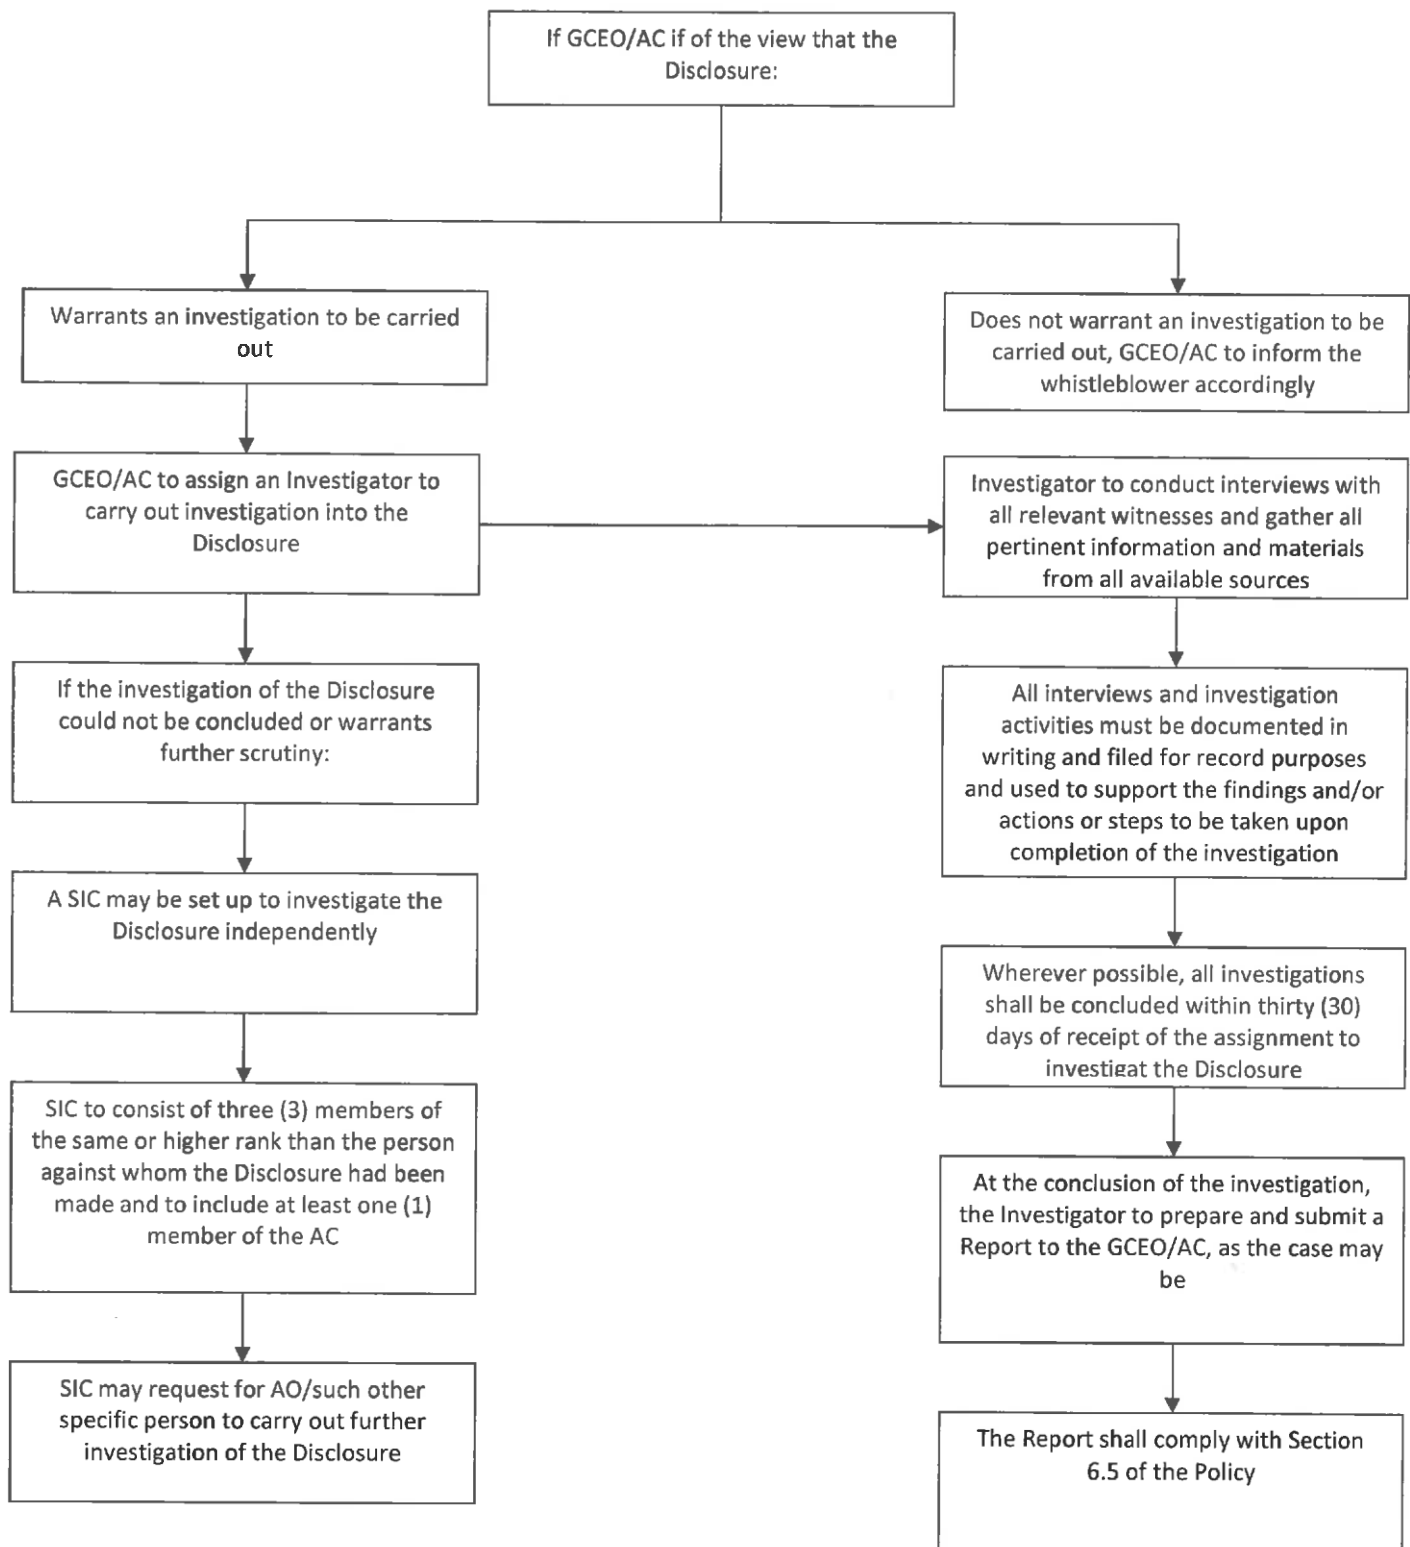 If GCEO/AC if of the view that the
Disclosure:
Warrants an investigation to be carried
out
Does not warrant an investigation to be
carried out, GCEO/AC to inform the
whistleblower accordingly
GCEO/AC to assign an Investigator to
carry out investigation into the
Disclosure
Investigator to conduct interviews with
all relevant witnesses and gather all
pertinent information and materials
from all available sources
If the investigation of the Disclosure
could not be concluded or warrants
further scrutiny:
All interviews and investigation
activities must be documented in
writing and filed for record purposes
and used to support the findings and/or
actions or steps to be taken upon
completion of the investigation
A SIC may be set up to investigate the
Disclosure independently
Wherever possible, all investigations
shall be concluded within thirty (30)
days of receipt of the assignment to
investigat the Disclosure
SIC to consist of three (3) members of
the same or higher rank than the person
against whom the Disclosure had been
made and to include at least one (1)
member of the AC
At the conclusion of the investigation,
the Investigator to prepare and submit a
Report to the GCEO/AC, as the case may
be
SIC may request for AO/such other
specific person to carry out further
investigation of the Disclosure
The Report shall comply with Section
6.5 of the Policy